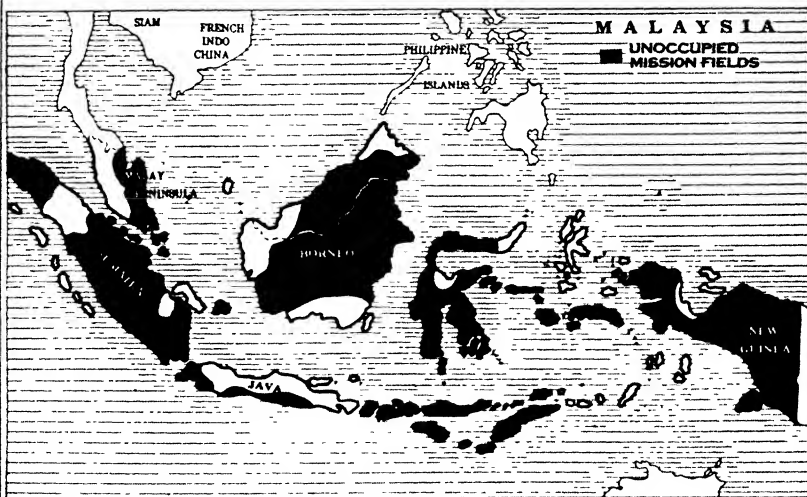 MALAYSIA
UNOCCUPIED
MISSION FIELDS
SIAM
FRENCH
INDO
CHINA
PHILIPPINE
ISLANDS
BORNEO
JAVA
NEW
GUINEA